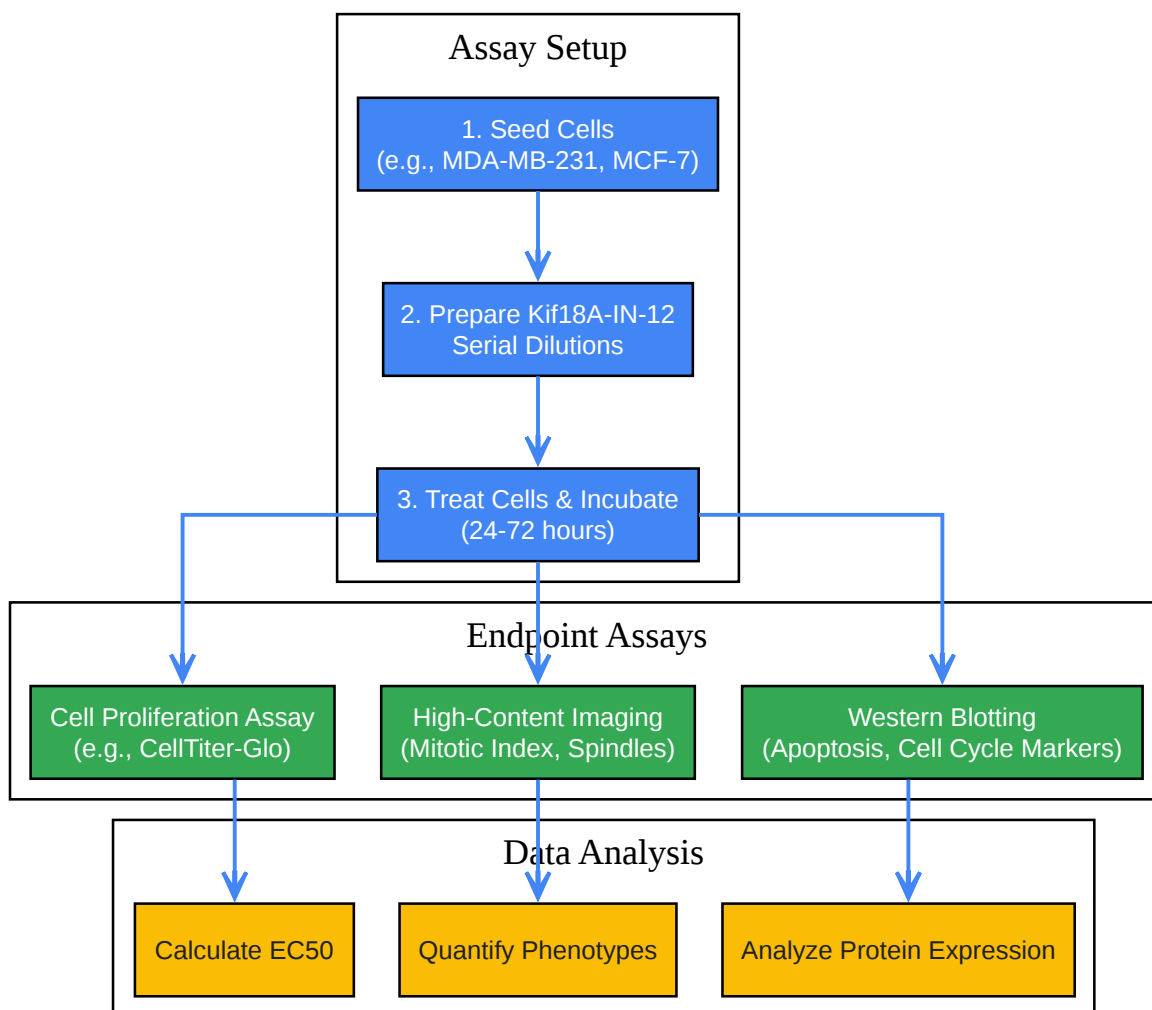 Assay Setup
1. Seed Cells
(e.g., MDA-MB-231, MCF-7)
2. Prepare Kif18A-IN-12
Serial Dilutions
3. Treat Cells & Incubate
(24-72 hours)
Endpoint Assays
Cell Proliferation Assay
(e.g., CellTiter-Glo)
High-Content Imaging
(Mitotic Index, Spindles)
Western Blotting
(Apoptosis, Cell Cycle Markers)
Data Analysis
Calculate EC50
Quantify Phenotypes
Analyze Protein Expression